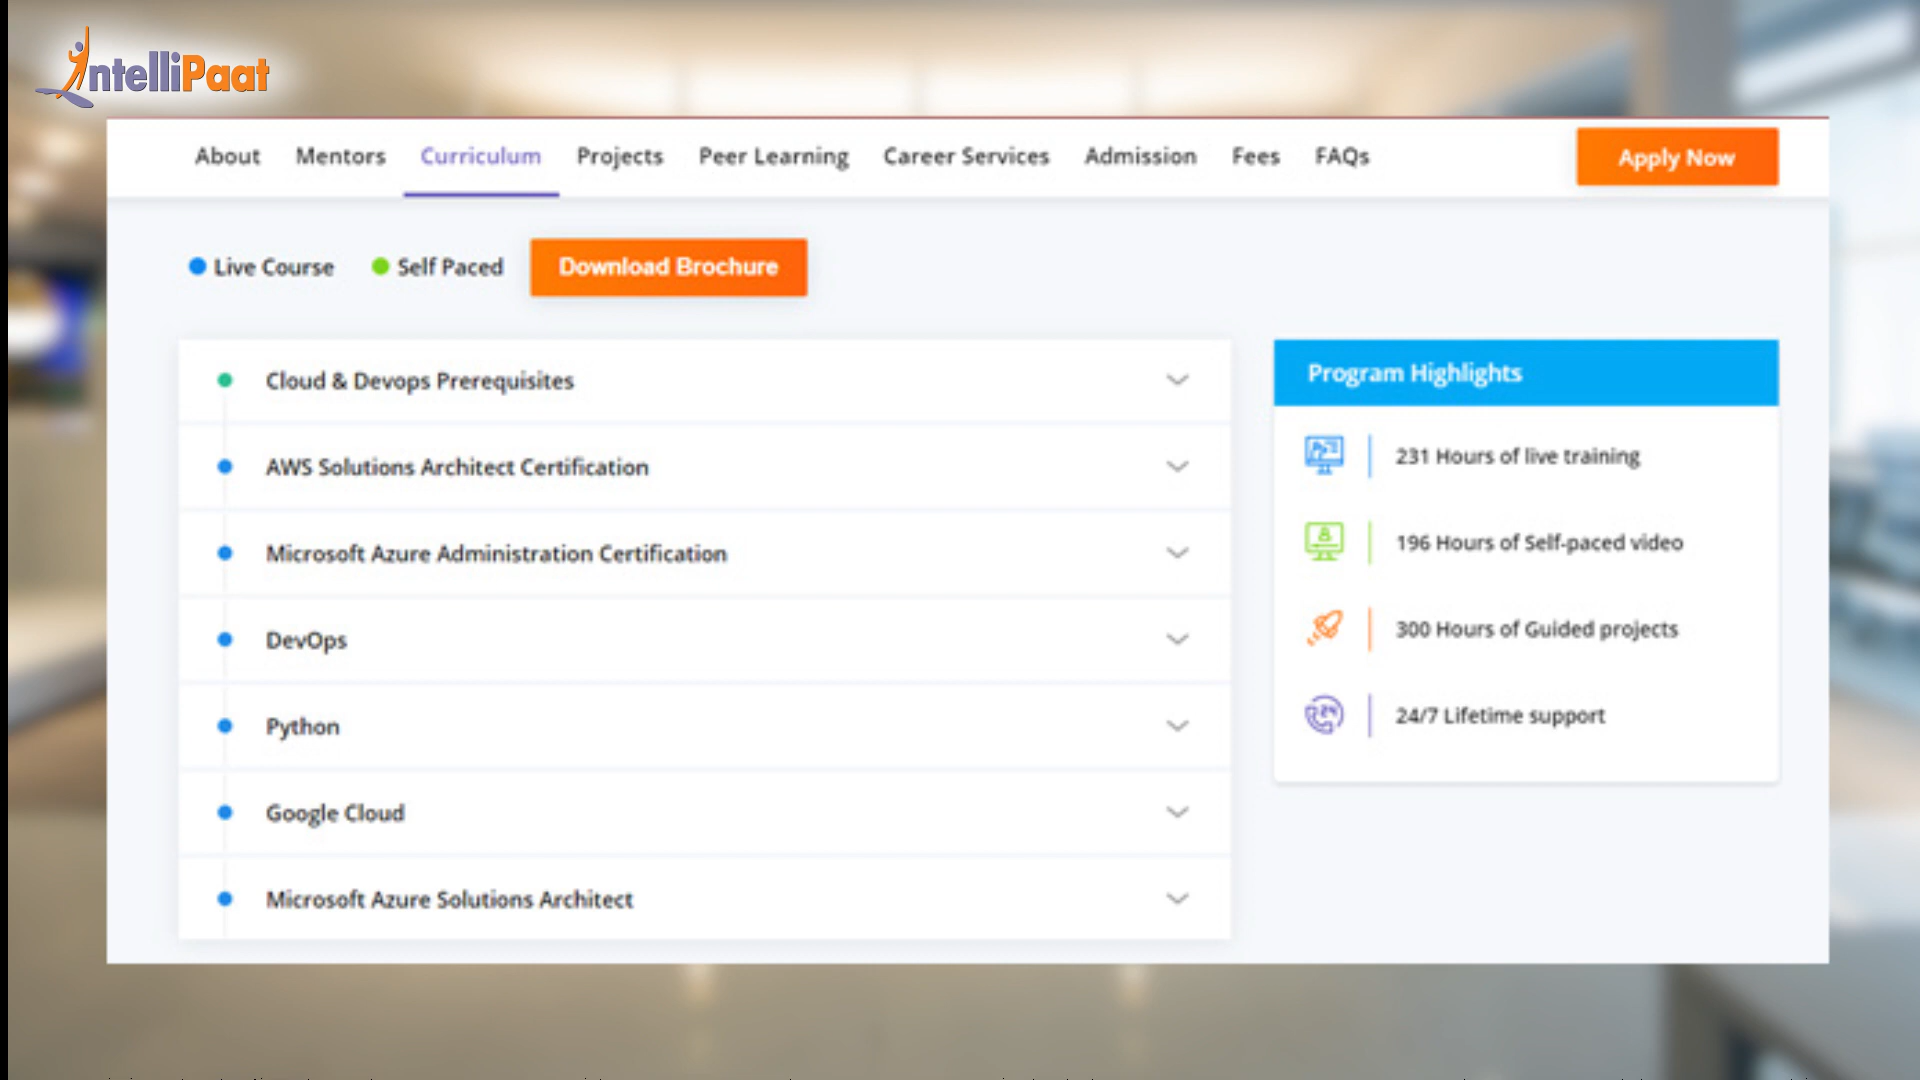 IntelliPaat
About Mentors Curriculum Projects Peer Learning Career Services Admission Fees FAQs Apply Now
Live Course Self Paced Download Brochure
Cloud & Devops Prerequisites
AWS Solutions Architect Certification
Microsoft Azure Administration Certification
DevOps
Python
Google Cloud
Microsoft Azure Solutions Architect
Program Highlights
231 Hours of live training
196 Hours of Self-paced video
300 Hours of Guided projects
24/7 Lifetime support